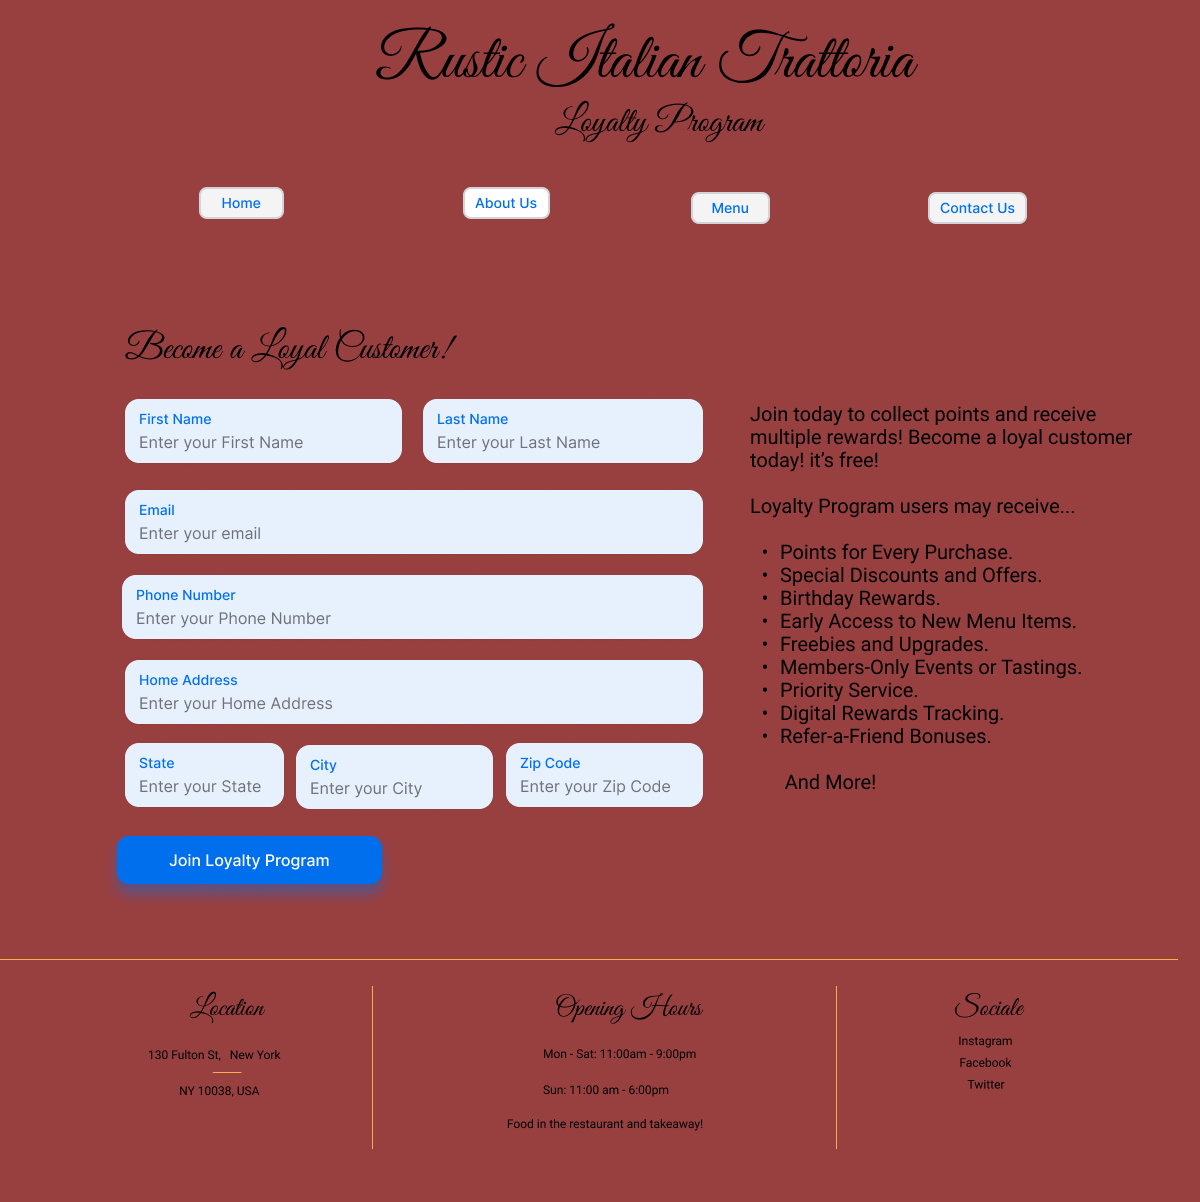 Rustic Italian Trattoria
Loyalty Program
Home
About Us
Menu
Contact Us
Become a Loyal Customer!
First Name
Enter your First Name
Last Name
Enter your Last Name
Email
Enter your email
Phone Number
Enter your Phone Number
Home Address
Enter your Home Address
State
Enter your State
City
Enter your City
Zip Code
Enter your Zip Code
Join Loyalty Program
Join today to collect points and receive
multiple rewards! Become a loyal customer
today! it’s free!
Loyalty Program users may receive...
• Points for Every Purchase.
• Special Discounts and Offers.
• Birthday Rewards.
• Early Access to New Menu Items.
• Freebies and Upgrades.
• Members-Only Events or Tastings.
• Priority Service.
• Digital Rewards Tracking.
• Refer-a-Friend Bonuses.
And More!
Location
130 Fulton St, New York
NY 10038, USA
Opening Hours
Mon - Sat: 11:00am - 9:00pm
Sun: 11:00 am - 6:00pm
Food in the restaurant and takeaway!
Sociale
Instagram
Facebook
Twitter